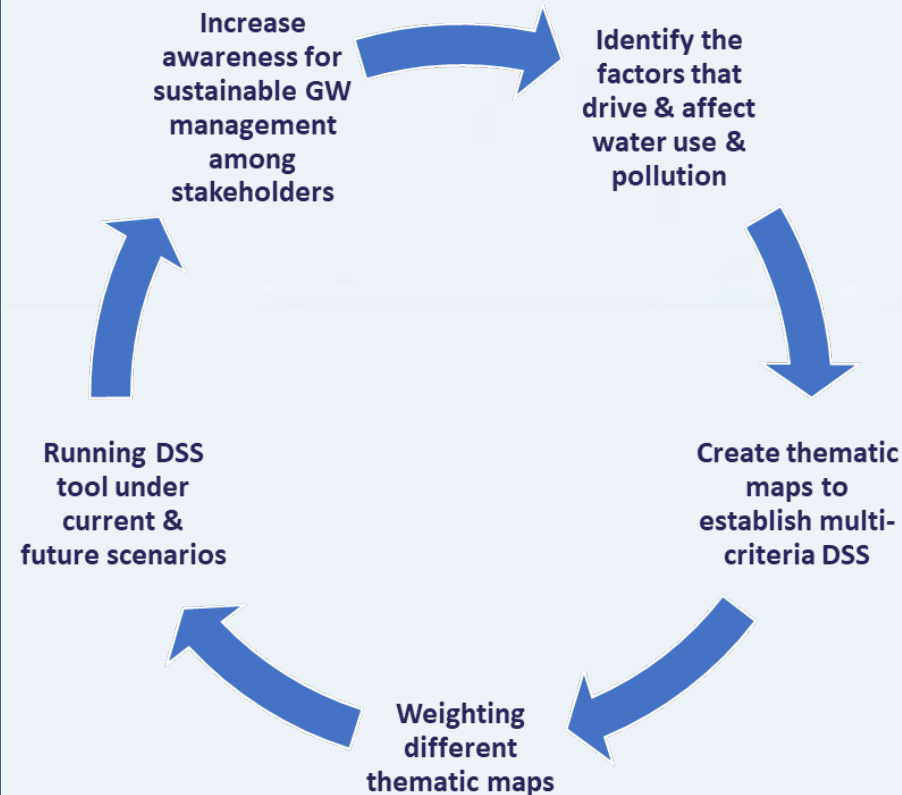 Increase
awareness for
sustainable GW
management
among
stakeholders
Identify the
factors that
drive & affect
water use &
pollution
Create thematic
maps to
establish multi-
criteria DSS
Weighting
different
thematic maps
Running DSS
tool under
current &
future scenarios